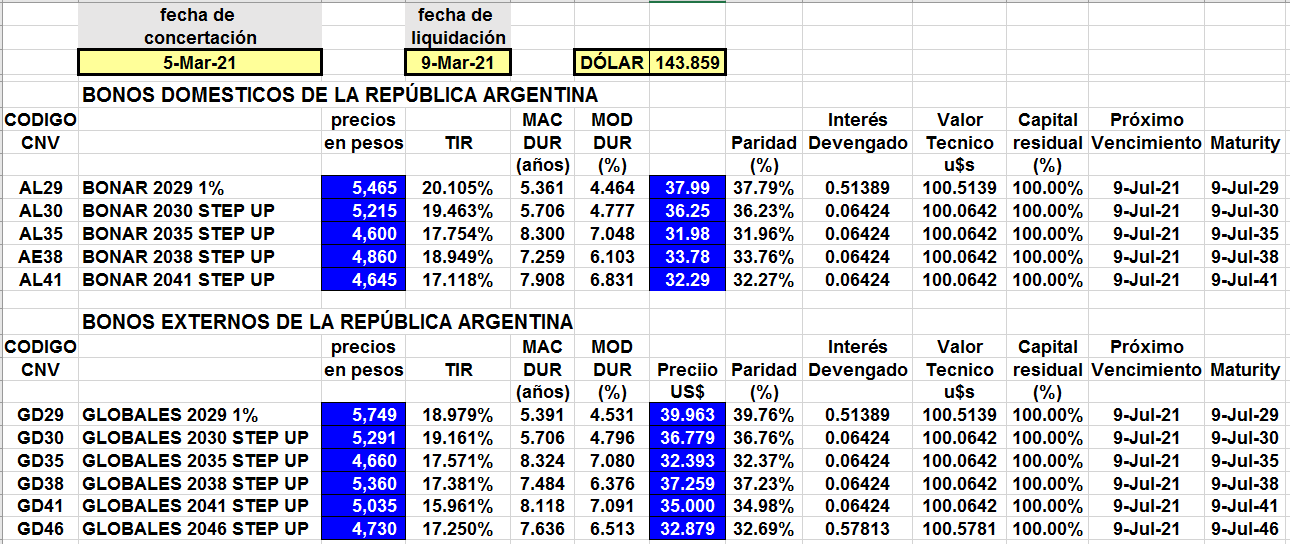 fecha de fecha de
concertación liquidación
5-Mar-21 9-Mar-21 DÓLAR 143.859
BONOS DOMESTICOS DE LA REPÚBLICA ARGENTINA
CODIGO precios MAC MOD Interés Valor Capital Próximo
CNV en pesos TIR DUR DUR Paridad Devengado Tecnico residual Vencimiento Maturity
(años) (%) (%) u$s (%)
AL29 BONAR 2029 1% 5,465 20.105% 5.361 4.464 37.99 37.79% 0.51389 100.5139 100.00% 9-Jul-21 9-Jul-29
AL30 BONAR 2030 STEP UP 5,215 19.463% 5.706 4.777 36.25 36.23% 0.06424 100.0642 100.00% 9-Jul-21 9-Jul-30
AL35 BONAR 2035 STEP UP 4,600 17.754% 8.300 7.048 31.98 31.96% 0.06424 100.0642 100.00% 9-Jul-21 9-Jul-35
AE38 BONAR 2038 STEP UP 4,860 18.949% 7.259 6.103 33.78 33.76% 0.06424 100.0642 100.00% 9-Jul-21 9-Jul-38
AL41 BONAR 2041 STEP UP 4,645 17.118% 7.908 6.831 32.29 32.27% 0.06424 100.0642 100.00% 9-Jul-21 9-Jul-41
BONOS EXTERNOS DE LA REPÚBLICA ARGENTINA
CODIGO precios MAC MOD Interés Valor Capital Próximo
CNV en pesos TIR DUR DUR Preciio Paridad Devengado Tecnico residual Vencimiento Maturity
(años) (%) US$ (%) u$s (%)
GD29 GLOBALES 2029 1% 5,749 18.979% 5.391 4.531 39.963 39.76% 0.51389 100.5139 100.00% 9-Jul-21 9-Jul-29
GD30 GLOBALES 2030 STEP UP 5,291 19.161% 5.706 4.796 36.779 36.76% 0.06424 100.0642 100.00% 9-Jul-21 9-Jul-30
GD35 GLOBALES 2035 STEP UP 4,660 17.571% 8.324 7.080 32.393 32.37% 0.06424 100.0642 100.00% 9-Jul-21 9-Jul-35
GD38 GLOBALES 2038 STEP UP 5,360 17.381% 7.484 6.376 37.259 37.23% 0.06424 100.0642 100.00% 9-Jul-21 9-Jul-38
GD41 GLOBALES 2041 STEP UP 5,035 15.961% 8.118 7.091 35.000 34.98% 0.06424 100.0642 100.00% 9-Jul-21 9-Jul-41
GD46 GLOBALES 2046 STEP UP 4,730 17.250% 7.636 6.513 32.879 32.69% 0.57813 100.5781 100.00% 9-Jul-21 9-Jul-46